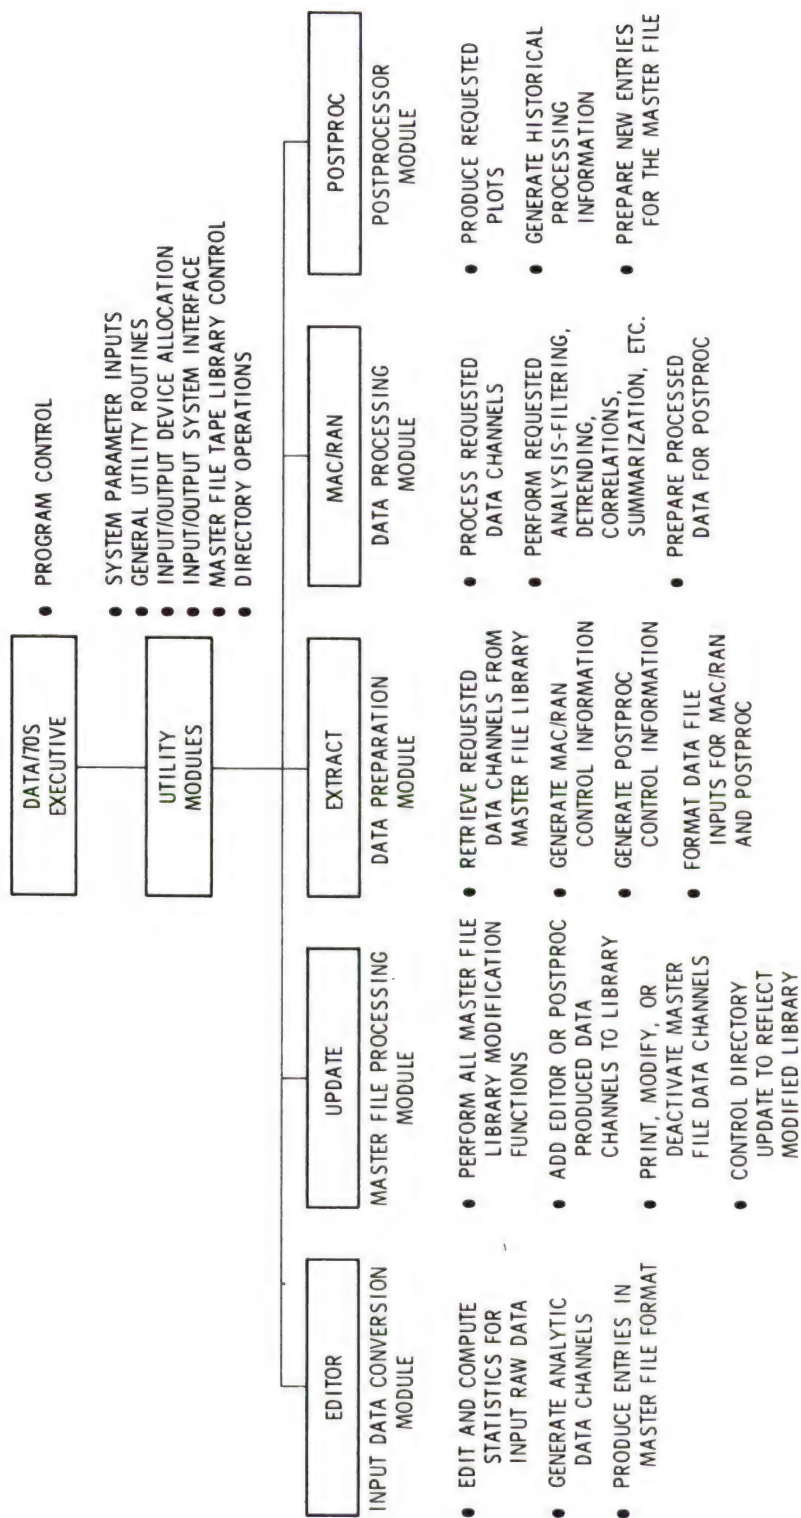 DATA/70S
EXECUTIVE
• PROGRAM CONTROL
UTILITY
MODULES
• SYSTEM PARAMETER INPUTS
• GENERAL UTILITY ROUTINES
• INPUT/OUTPUT DEVICE ALLOCATION
• INPUT/OUTPUT SYSTEM INTERFACE
• MASTER FILE TAPE LIBRARY CONTROL
• DIRECTORY OPERATIONS
EDITOR
INPUT DATA CONVERSION
MODULE
• EDIT AND COMPUTE
STATISTICS FOR
INPUT RAW DATA
• GENERATE ANALYTIC
DATA CHANNELS
• PRODUCE ENTRIES IN
MASTER FILE FORMAT
UPDATE
MASTER FILE PROCESSING
MODULE
• PERFORM ALL MASTER FILE
LIBRARY MODIFICATION
FUNCTIONS
• ADD EDITOR OR POSTPROC
PRODUCED DATA
CHANNELS TO LIBRARY
• PRINT, MODIFY, OR
DEACTIVATE MASTER
FILE DATA CHANNELS
• CONTROL DIRECTORY
UPDATE TO REFLECT
MODIFIED LIBRARY
EXTRACT
DATA PREPARATION
MODULE
• RETRIEVE REQUESTED
DATA CHANNELS FROM
MASTER FILE LIBRARY
• GENERATE MAC/RAN
CONTROL INFORMATION
• GENERATE POSTPROC
CONTROL INFORMATION
• FORMAT DATA FILE
INPUTS FOR MAC/RAN
AND POSTPROC
MAC/RAN
DATA PROCESSING
MODULE
• PROCESS REQUESTED
DATA CHANNELS
• PERFORM REQUESTED
ANALYSIS-FILTERING,
DETRENDING,
CORRELATIONS,
SUMMARIZATION, ETC.
• PREPARE PROCESSED
DATA FOR POSTPROC
POSTPROC
POSTPROCESSOR
MODULE
• PRODUCE REQUESTED
PLOTS
• GENERATE HISTORICAL
PROCESSING
INFORMATION
• PREPARE NEW ENTRIES
FOR THE MASTER FILE